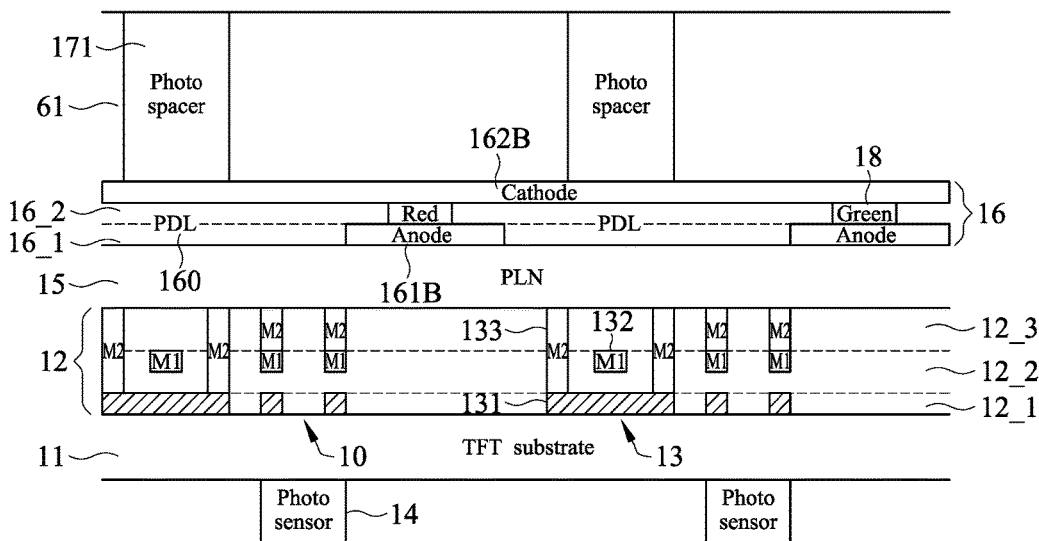 171
Photo spacer
Photo spacer
61
162B
18
Cathode
16_2
PDL
Red
PDL
Green
16
16_1
Anode
Anode
160
161B
15
PLN
12
M2
M2
M2
M2
133
132
M2
M2
M2
M2
12_3
M1
M1
M1
M1
M1
M1
12_2
131
12_1
11
10
TFT substrate
13
Photo sensor
14
Photo sensor